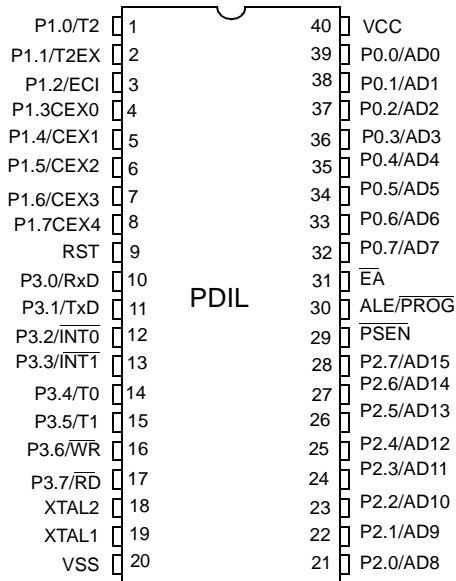 P1.0/T2 1 40 VCC
P1.1/T2EX 2 39 P0.0/AD0
P1.2/ECI 3 38 P0.1/AD1
P1.3CEX0 4 37 P0.2/AD2
P1.4/CEX1 5 36 P0.3/AD3
P1.5/CEX2 6 35 P0.4/AD4
P1.6/CEX3 7 34 P0.5/AD5
P1.7CEX4 8 33 P0.6/AD6
RST 9 32 P0.7/AD7
P3.0/RxD 10 31 E̅A̅
P3.1/TxD 11 PDIL 30 ALE/P̅R̅O̅G̅
P3.2/I̅N̅T̅0̅ 12 29 P̅S̅E̅N̅
P3.3/I̅N̅T̅1̅ 13 28 P2.7/AD15
P3.4/T0 14 27 P2.6/AD14
P3.5/T1 15 26 P2.5/AD13
P3.6/W̅R̅ 16 25 P2.4/AD12
P3.7/R̅D̅ 17 24 P2.3/AD11
XTAL2 18 23 P2.2/AD10
XTAL1 19 22 P2.1/AD9
VSS 20 21 P2.0/AD8